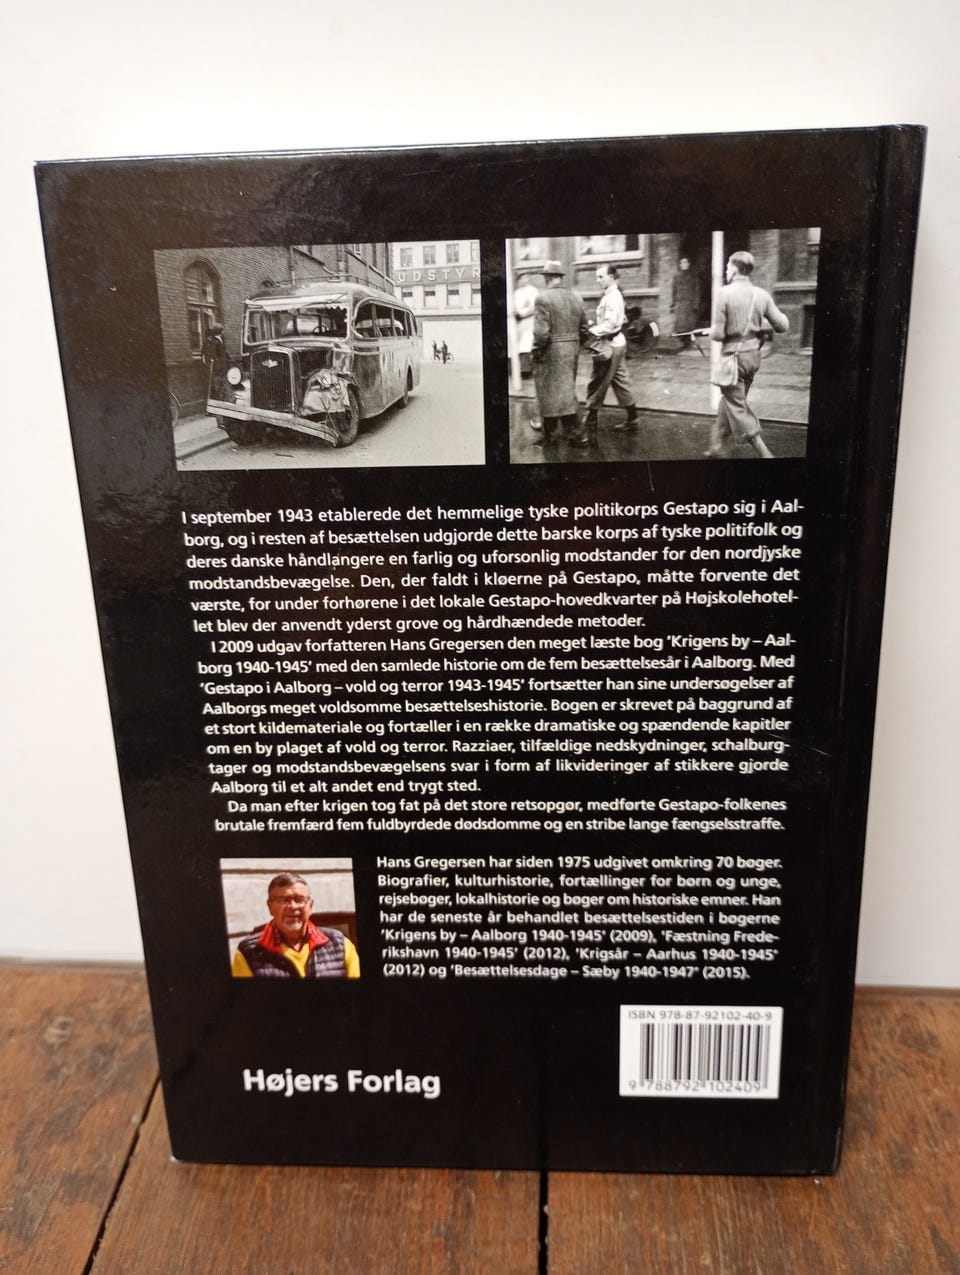 UDSTYR
I september 1943 etablerede det hemmelige tyske politikorps Gestapo sig i Aal-
borg, og i resten af besættelsen udgjorde dette barske korps af tyske politifolk og
deres danske håndlangere en farlig og uforsonlig modstander for den nordjyske
modstandsbevægelse. Den, der faldt i kløerne på Gestapo, måtte forvente det
værste, for under forhørene i det lokale Gestapo-hovedkvarter på Højskolehotel-
let blev der anvendt yderst grove og hårdhændede metoder.
I 2009 udgav forfatteren Hans Gregersen den meget læste bog 'Krigens by – Aal-
borg 1940-1945' med den samlede historie om de fem besættelsesår i Aalborg. Med
'Gestapo i Aalborg – vold og terror 1943-1945' fortsætter han sine undersøgelser af
Aalborgs meget voldsomme besættelseshistorie. Bogen er skrevet på baggrund af
et stort kildemateriale og fortæller i en række dramatiske og spændende kapitler
om en by plaget af vold og terror. Razziaer, tilfældige nedskydninger, schalburg-
tager og modstandsbevægelsens svar i form af likvideringer af stikkere gjorde
Aalborg til et alt andet end trygt sted.
Da man efter krigen tog fat på det store retsopgør, medførte Gestapo-folkenes
brutale fremfærd fem fuldbyrdede dødsdomme og en stribe lange fængselsstraffe.
Hans Gregersen har siden 1975 udgivet omkring 70 bøger.
Biografier, kulturhistorie, fortællinger for børn og unge,
rejsebøger, lokalhistorie og bøger om historiske emner. Han
har de seneste år behandlet besættelsestiden i bøgerne
'Krigens by – Aalborg 1940-1945' (2009), 'Fæstning Frede-
rikshavn 1940-1945' (2012), 'Krigsår – Aarhus 1940-1945'
(2012) og 'Besættelsesdage – Sæby 1940-1947' (2015).
ISBN 978-87-92102-40-9
9 788792 102409
Højers Forlag